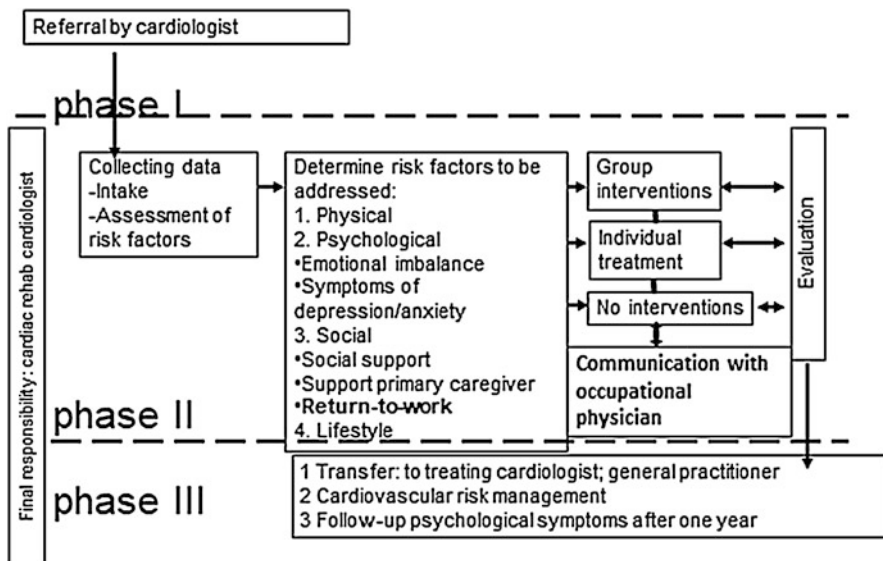 Referral by cardiologist
phase I
Final responsibility: cardiac rehab cardiologist
Collecting data
-Intake
-Assessment of
risk factors
Determine risk factors to be
addressed:
1. Physical
2. Psychological
•Emotional imbalance
•Symptoms of
depression/anxiety
3. Social
•Social support
•Support primary caregiver
•Return-to-work
4. Lifestyle
Group
interventions
Individual
treatment
No interventions
Communication with
occupational
physician
Evaluation
phase II
phase III
1 Transfer: to treating cardiologist; general practitioner
2 Cardiovascular risk management
3 Follow-up psychological symptoms after one year